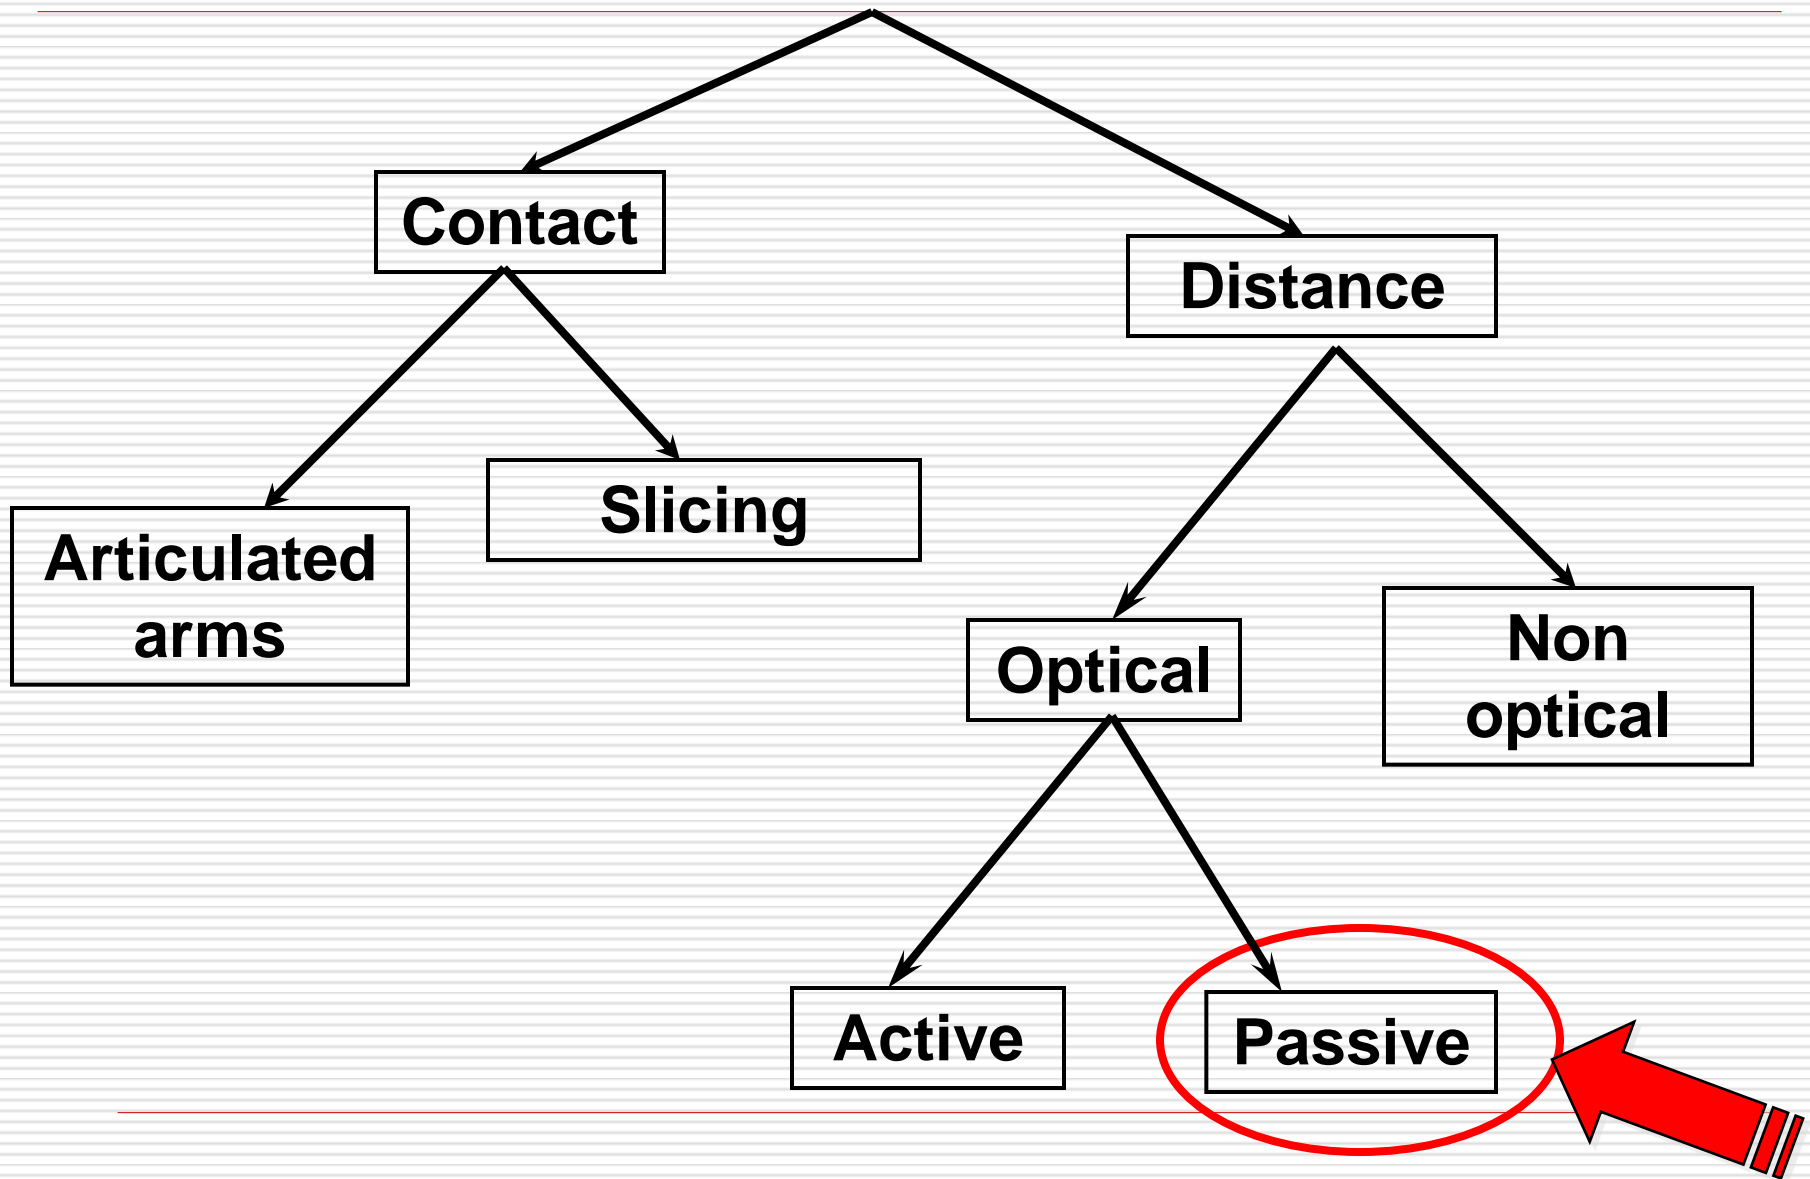 Contact
Distance
Slicing
Articulated
arms
Optical
Non
optical
Active
Passive